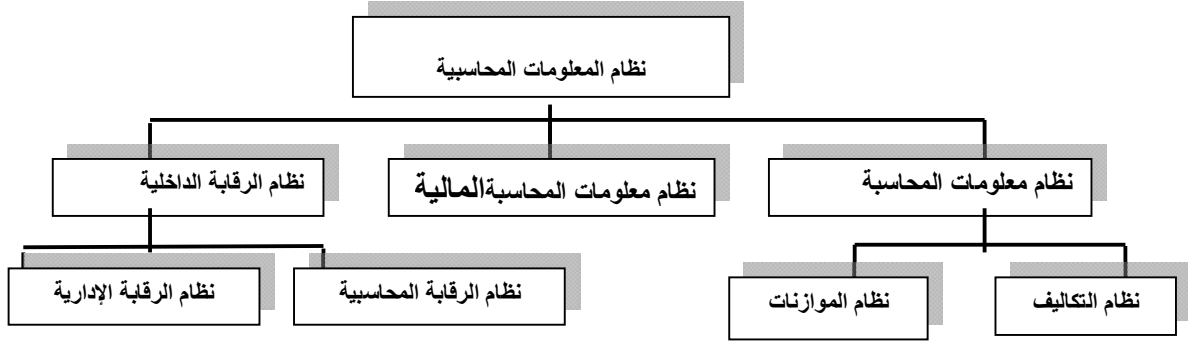 نظام المعلومات المحاسبية
نظام معلومات المحاسبة
نظام معلومات المحاسبةالمالية
نظام الرقابة الداخلية
نظام التكاليف
نظام الموازنات
نظام الرقابة المحاسبية
نظام الرقابة الإدارية